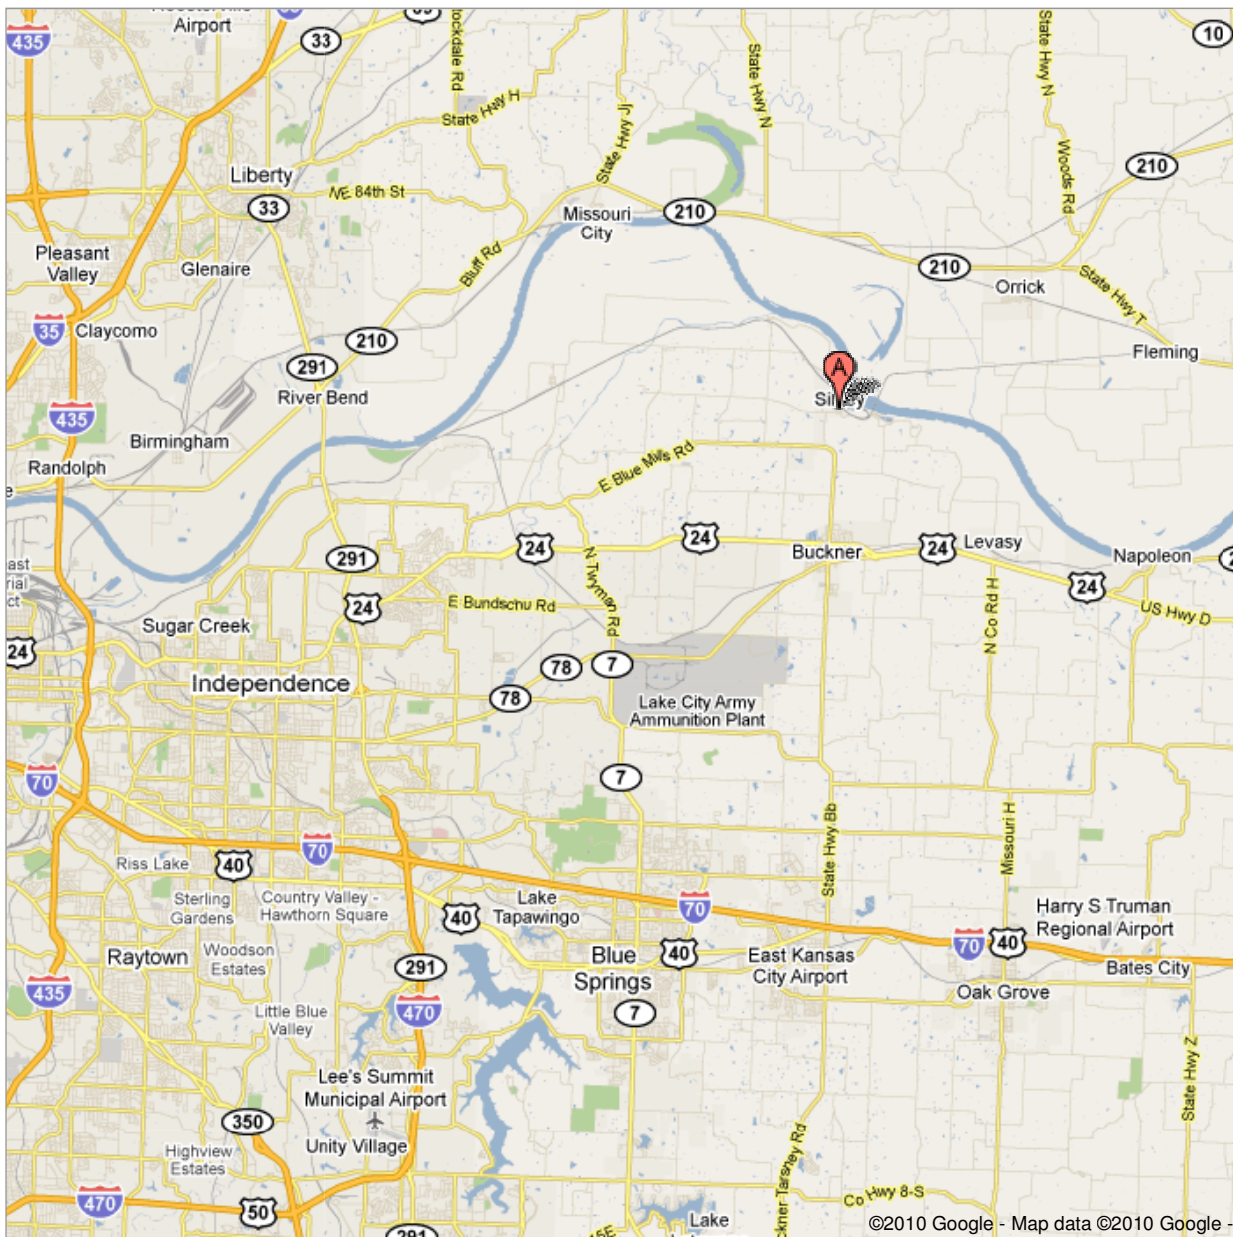 Airport
435
33
10
Stockdale Rd
State Hwy H
State Hwy N
State Hwy N
State Hwy Ij
Woods Rd
210
Liberty
NE 84th St
33
Missouri
City
210
Pleasant
Valley
Glenaire
Bluff Rd
210
Orrick
State Hwy T
35
Claycomo
210
Fleming
291
River Bend
A
435
Birmingham
Randolph
E Blue Mills Rd
24
24
Buckner
24
Levasy
Napoleon
291
N Twyman Rd
24
E Bundschu Rd
N Co Rd H
24
US Hwy D
Sugar Creek
24
Independence
78
7
78
Lake City Army
Ammunition Plant
70
7
State Hwy Bb
Missouri H
70
Riss Lake
40
Sterling
Gardens
Country Valley -
Hawthorn Square
Lake
Tapawingo
40
70
Harry S Truman
Regional Airport
Raytown
Woodson
Estates
Blue
Springs
40
East Kansas
City Airport
70
40
Bates City
291
435
470
Oak Grove
Little Blue
Valley
7
State Hwy Z
Lee's Summit
Municipal Airport
350
Unity Village
Highview
Estates
470
50
Co Hwy 8-S
Lake
291
©2010 Google - Map data ©2010 Google -